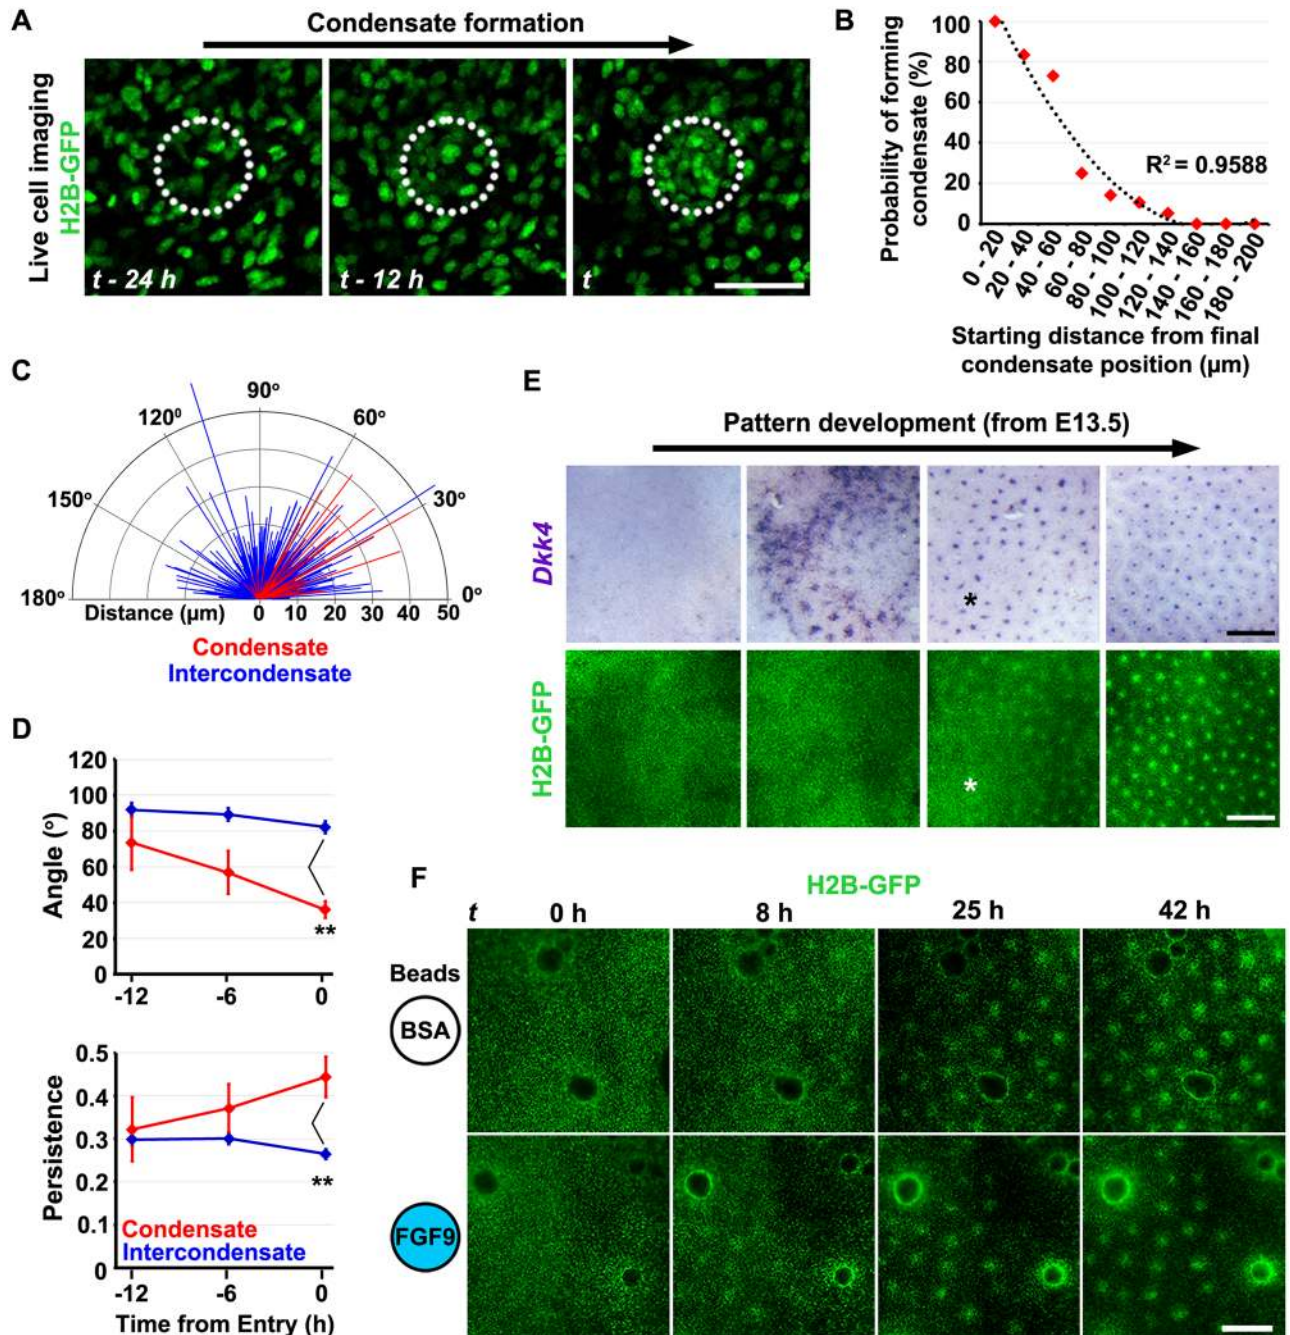 A
Condensate formation
Live cell imaging
H2B-GFP
t - 24 h
t - 12 h
t
B
Probability of forming
condensate (%)
100
80
60
40
20
0
R² = 0.9588
0 - 20
20 - 40
40 - 60
60 - 80
80 - 100
100 - 120
120 - 140
140 - 160
160 - 180
180 - 200
Starting distance from final
condensate position (µm)
C
90°
120⁰
60°
150°
30°
180°
0°
Distance (µm)
0 10 20 30 40 50
Condensate
Intercondensate
D
Angle (°)
120
100
80
60
40
20
0
**
-12 -6 0
Persistence
0.5
0.4
0.3
0.2
0.1
0
**
Condensate
Intercondensate
-12 -6 0
Time from Entry (h)
E
Pattern development (from E13.5)
Dkk4
*
H2B-GFP
*
F
H2B-GFP
t 0 h 8 h 25 h 42 h
Beads
BSA
FGF9